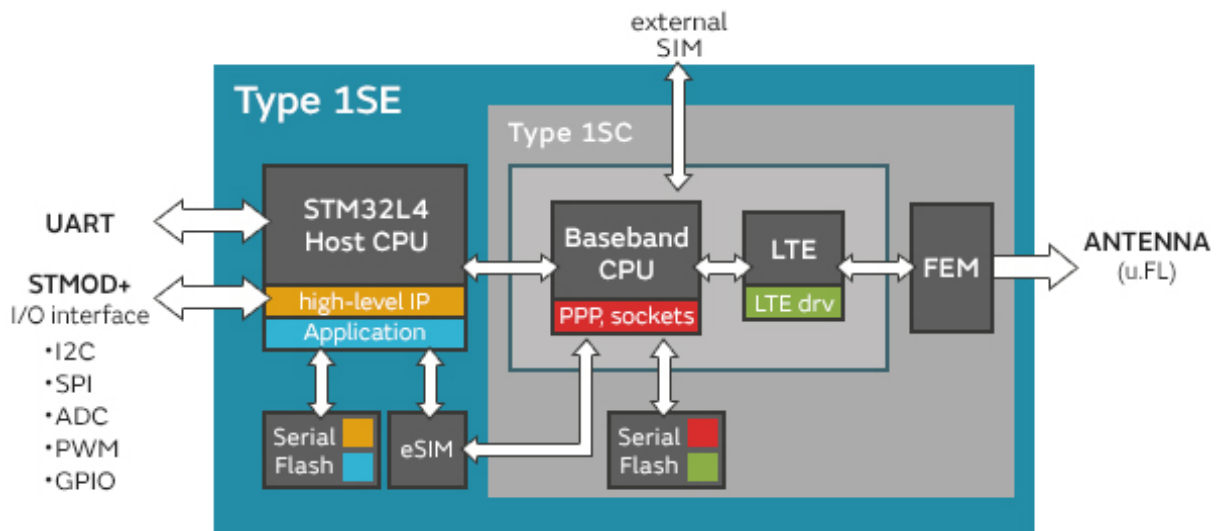 external
SIM
Type 1SE
Type 1SC
UART
STMOD+
I/O interface
•I2C
•SPI
•ADC
•PWM
•GPIO
STM32L4
Host CPU
high-level IP
Application
Baseband
CPU
PPP, sockets
LTE
LTE drv
FEM
ANTENNA
(u.FL)
Serial
Flash
eSIM
Serial
Flash